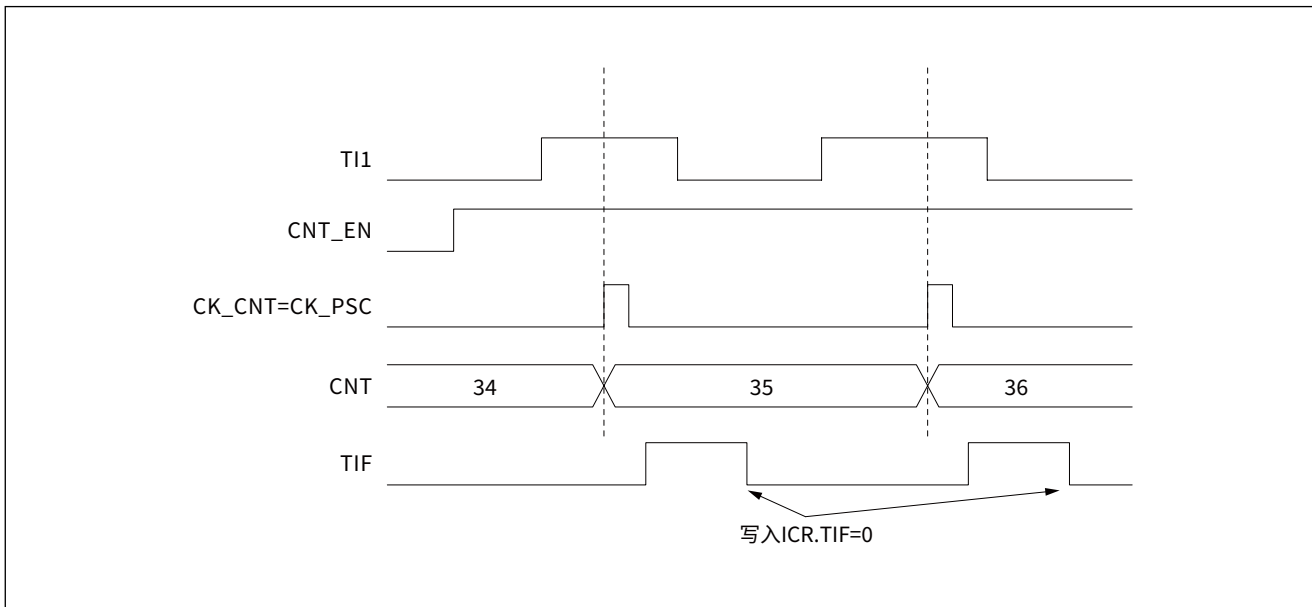 TI1
CNT_EN
CK_CNT=CK_PSC
CNT
34
35
36
TIF
写入ICR.TIF=0